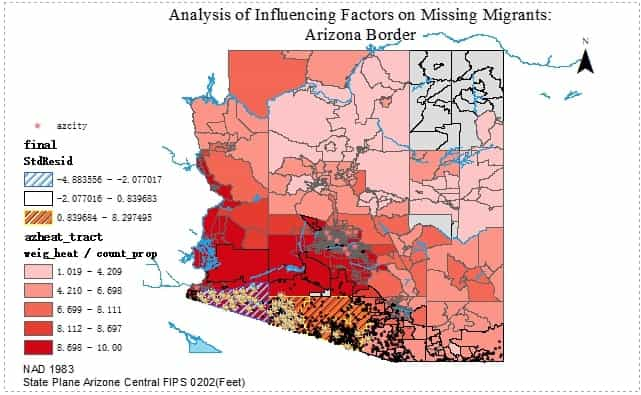 Analysis of Influencing Factors on Missing Migrants:
Arizona Border
N
azcity
final
StdResid
-4.883556 - -2.077017
-2.077016 - 0.839683
0.839684 - 8.297495
azheat_tract
weig_heat / count_prop
1.019 - 4.209
4.210 - 6.698
6.699 - 8.111
8.112 - 8.697
8.698 - 10.00
NAD 1983
State Plane Arizone Central FIPS 0202(Feet)